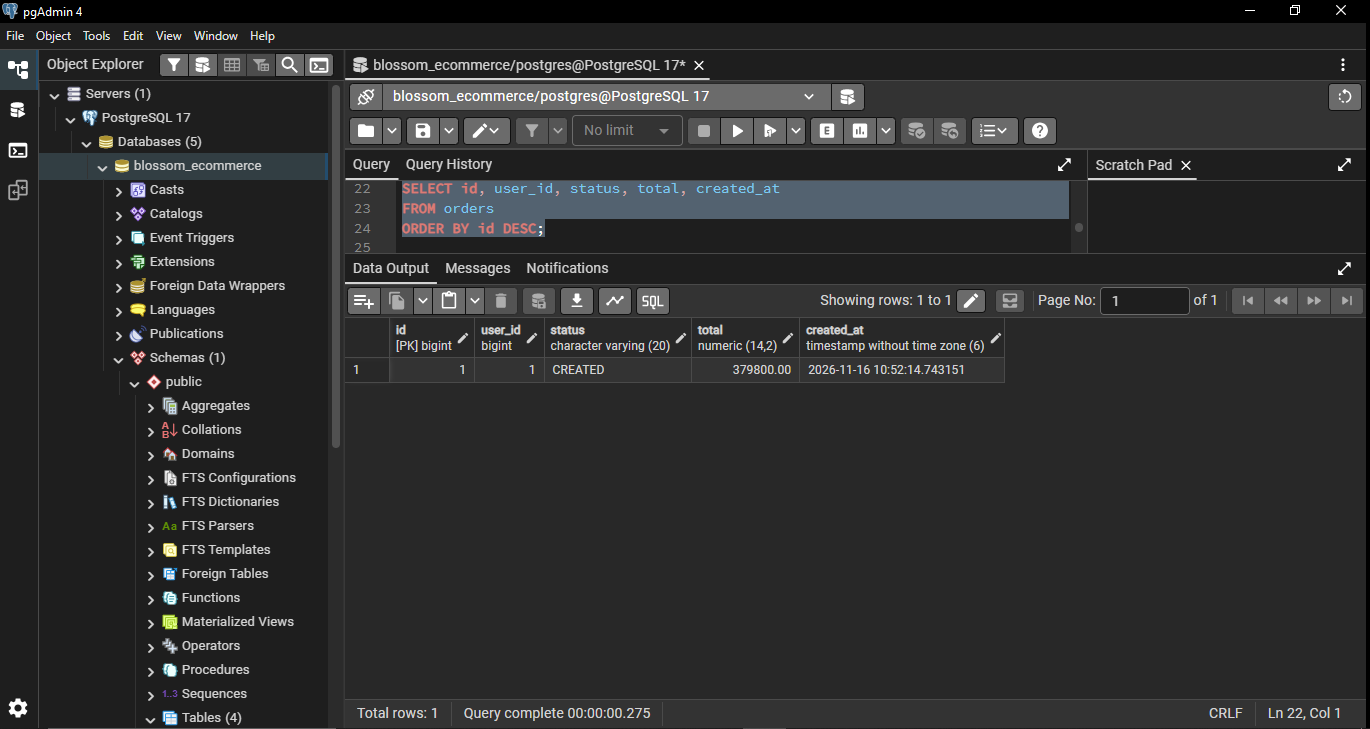 pgAdmin 4
File Object Tools Edit View Window Help
Object Explorer
Servers (1)
PostgreSQL 17
Databases (5)
blossom_ecommerce
Casts
Catalogs
Event Triggers
Extensions
Foreign Data Wrappers
Languages
Publications
Schemas (1)
public
Aggregates
Collations
Domains
FTS Configurations
FTS Dictionaries
Aa FTS Parsers
FTS Templates
Foreign Tables
Functions
Materialized Views
Operators
Procedures
1..3 Sequences
Tables (4)
blossom_ecommerce/postgres@PostgreSQL 17*
blossom_ecommerce/postgres@PostgreSQL 17
No limit
E
Query Query History
Scratch Pad
22 SELECT id, user_id, status, total, created_at
23 FROM orders
24 ORDER BY id DESC;
25
Data Output Messages Notifications
SQL Showing rows: 1 to 1 Page No: 1 of 1
id user_id status total created_at
[PK] bigint bigint character varying (20) numeric (14,2) timestamp without time zone (6)
1 1 1 CREATED 379800.00 2026-11-16 10:52:14.743151
Total rows: 1 Query complete 00:00:00.275 CRLF Ln 22, Col 1